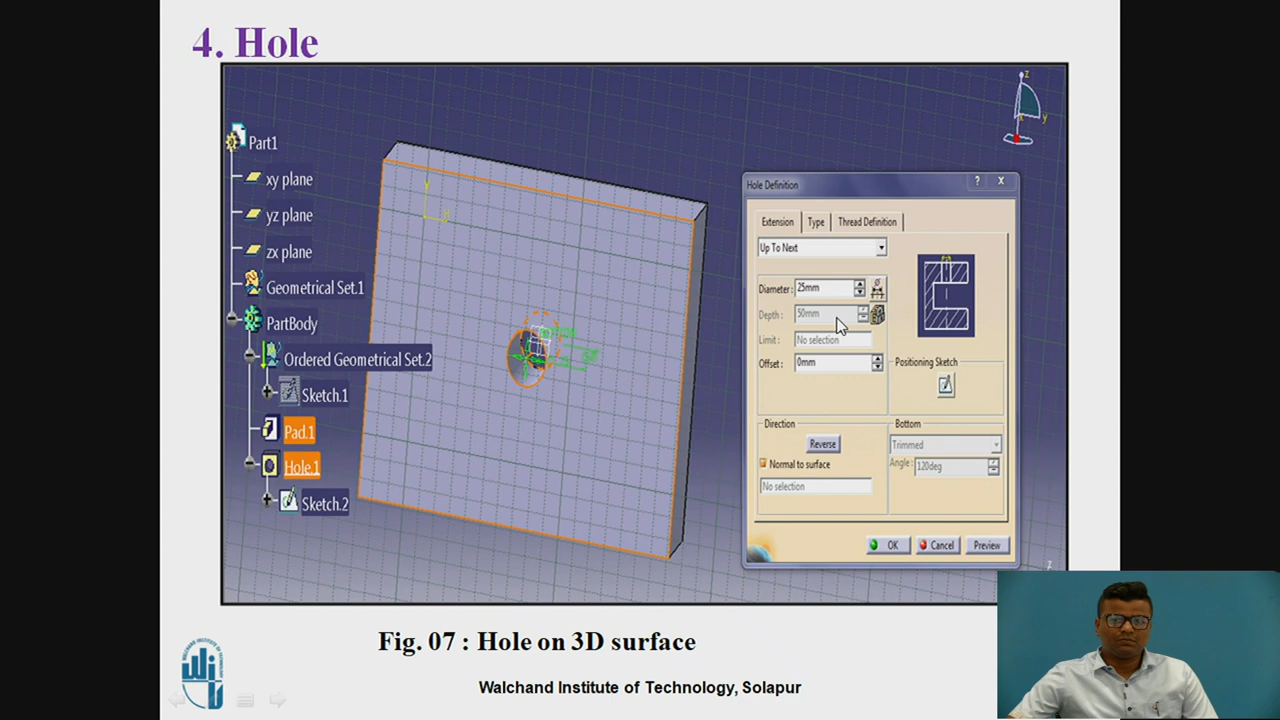 4. Hole
z
x
y
Part1
xy plane
yz plane
zx plane
Geometrical Set.1
PartBody
Ordered Geometrical Set.2
Sketch.1
Pad.1
Hole.1
Sketch.2
Hole Definition
?
X
Extension
Type
Thread Definition
Up To Next
Diameter : 25mm
Depth : 50mm
Limit : No selection
Offset : 0mm
Positioning Sketch
Direction
Reverse
Normal to surface
No selection
Bottom
Trimmed
Angle : 120deg
OK
Cancel
Preview
z
Fig. 07 : Hole on 3D surface
Walchand Institute of Technology, Solapur